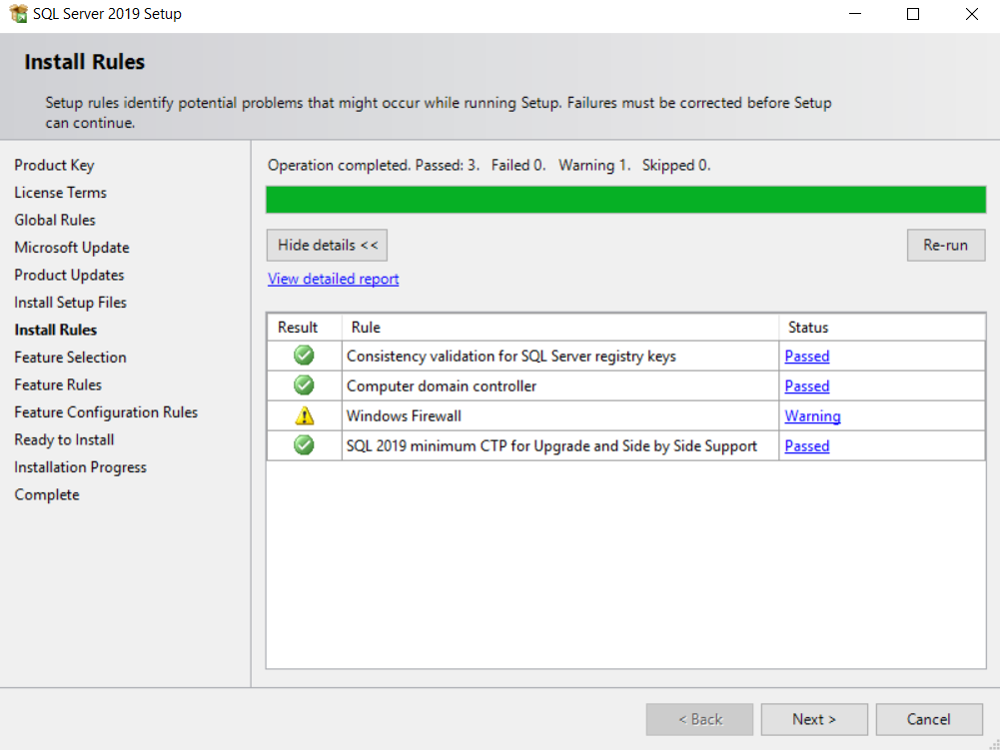 SQL Server 2019 Setup
Install Rules
Setup rules identify potential problems that might occur while running Setup. Failures must be corrected before Setup
can continue.
Product Key
License Terms
Global Rules
Microsoft Update
Product Updates
Install Setup Files
Install Rules
Feature Selection
Feature Rules
Feature Configuration Rules
Ready to Install
Installation Progress
Complete
Operation completed. Passed: 3. Failed 0. Warning 1. Skipped 0.
Hide details <<
Re-run
View detailed report
Result Rule Status
Consistency validation for SQL Server registry keys Passed
Computer domain controller Passed
Windows Firewall Warning
SQL 2019 minimum CTP for Upgrade and Side by Side Support Passed
< Back Next > Cancel